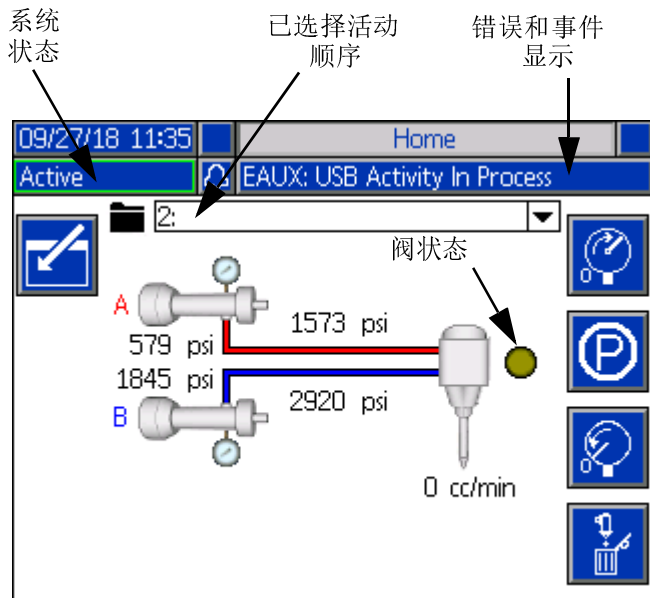 系统
状态
已选择活动
顺序
错误和事件
显示
09/27/18 11:35
Home
Active
EAUX: USB Activity In Process
2:
阀状态
A
1573 psi
579 psi
1845 psi
B
2920 psi
0 cc/min
0
P
0